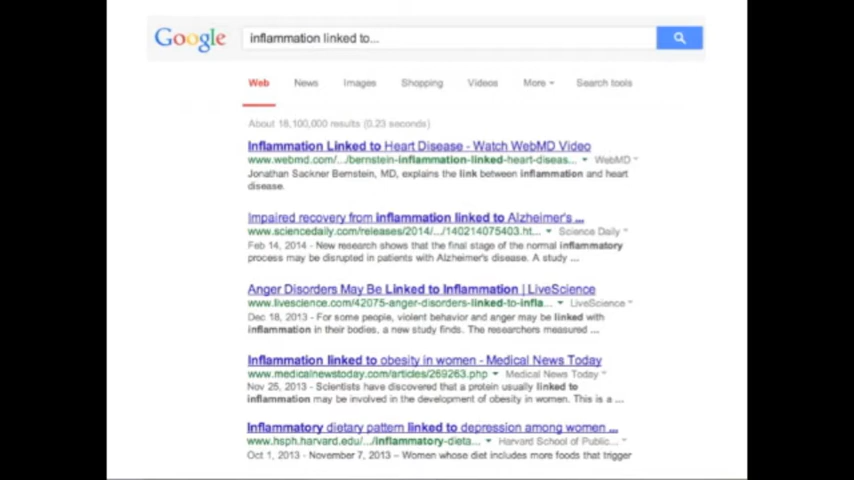 Google inflammation linked to...
Web News Images Shopping Videos More Search tools
About 18,100,000 results (0.23 seconds)
Inflammation Linked to Heart Disease - Watch WebMD Video
www.webmd.com/.../bernstein-inflammation-linked-heart-diseas... WebMD
Jonathan Sackner Bernstein, MD, explains the link between inflammation and heart
disease.
Impaired recovery from inflammation linked to Alzheimer's ...
www.sciencedaily.com/releases/2014/.../140214075403.ht... Science Daily
Feb 14, 2014 - New research shows that the final stage of the normal inflammatory
process may be disrupted in patients with Alzheimer's disease. A study ...
Anger Disorders May Be Linked to Inflammation | LiveScience
www.livescience.com/42075-anger-disorders-linked-to-infla... LiveScience
Dec 18, 2013 - For some people, violent behavior and anger may be linked with
inflammation in their bodies, a new study finds. The researchers measured ...
Inflammation linked to obesity in women - Medical News Today
www.medicalnewstoday.com/articles/269263.php Medical News Today
Nov 25, 2013 - Scientists have discovered that a protein usually linked to
inflammation may be involved in the development of obesity in women. This is a ...
Inflammatory dietary pattern linked to depression among women ...
www.hsph.harvard.edu/.../inflammatory-dieta... Harvard School of Public...
Oct 1, 2013 - November 7, 2013 – Women whose diet includes more foods that trigger